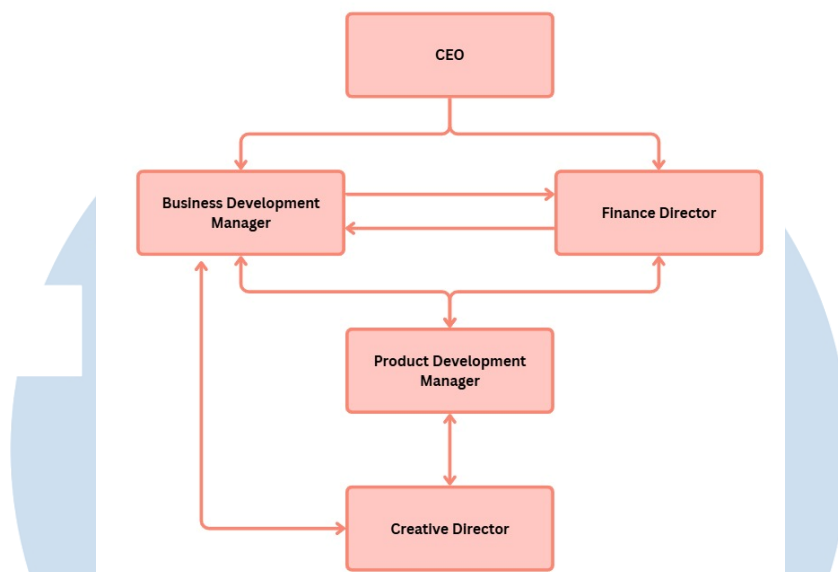 CEO
Business Development
Manager
Finance Director
Product Development
Manager
Creative Director